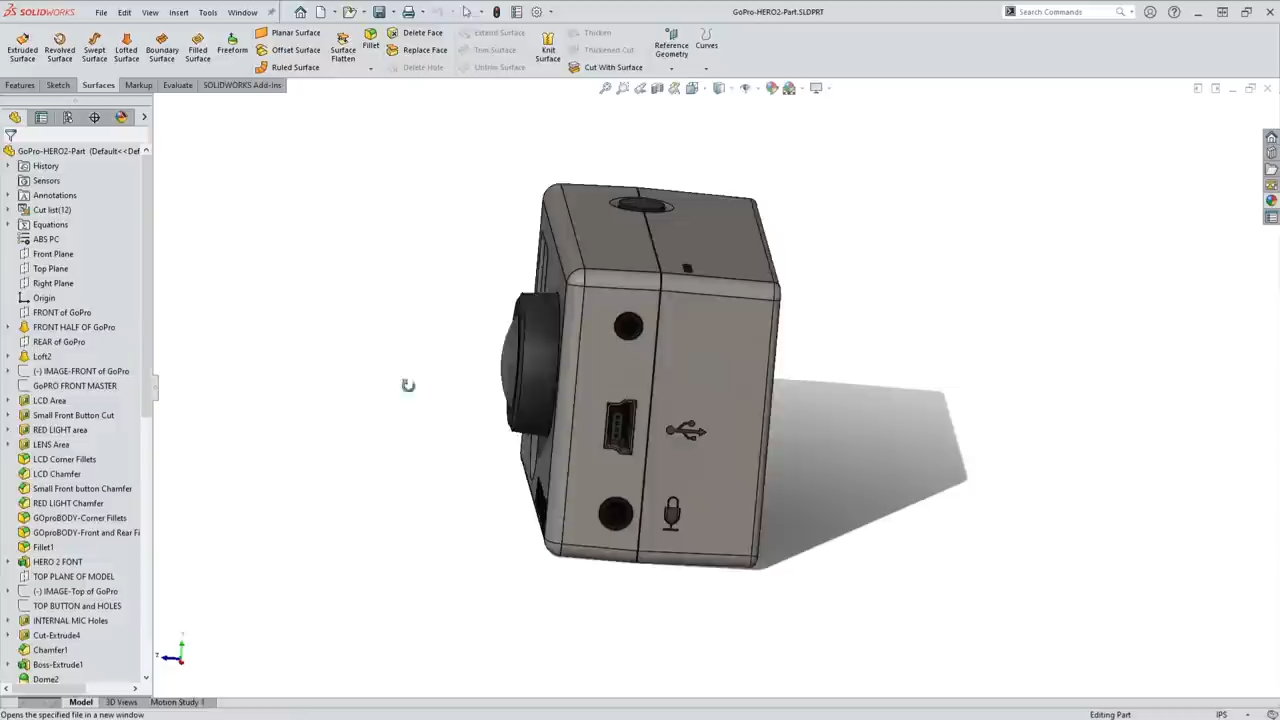 SOLIDWORKS File Edit View Insert Tools Window GoPro-HERO2-Part.SLDPRT Search Commands
Extruded Surface
Revolved Surface
Swept Surface
Lofted Surface
Boundary Surface
Filled Surface
Freeform
Planar Surface
Offset Surface
Ruled Surface
Surface Flatten
Fillet
Delete Face
Replace Face
Delete Hole
Extend Surface
Trim Surface
Untrim Surface
Knit Surface
Thicken
Thickened Cut
Cut With Surface
Reference Geometry
Curves
Features Sketch Surfaces Markup Evaluate SOLIDWORKS Add-Ins
GoPro-HERO2-Part (Default<<Def
History
Sensors
Annotations
Cut list(12)
Equations
ABS PC
Front Plane
Top Plane
Right Plane
Origin
FRONT of GoPro
FRONT HALF OF GoPro
REAR of GoPro
Loft2
(-) IMAGE-FRONT of GoPro
GoPRO FRONT MASTER
LCD Area
Small Front Button Cut
RED LIGHT area
LENS Area
LCD Corner Fillets
LCD Chamfer
Small Front button Chamfer
RED LIGHT Chamfer
GOproBODY-Corner Fillets
GOproBODY-Front and Rear Fi
Fillet1
HERO 2 FONT
TOP PLANE OF MODEL
(-) IMAGE-Top of GoPro
TOP BUTTON and HOLES
INTERNAL MIC Holes
Cut-Extrude4
Chamfer1
Boss-Extrude1
Dome2
Model 3D Views Motion Study 1
Opens the specified file in a new window Editing Part IPS